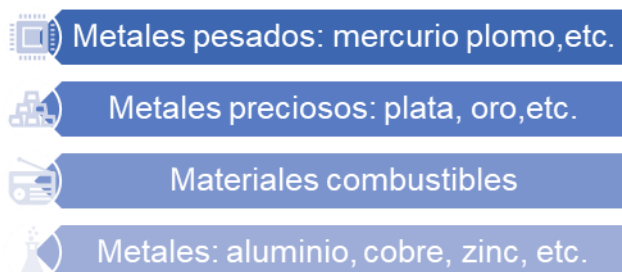 Metales pesados: mercurio plomo,etc.
Metales preciosos: plata, oro,etc.
Materiales combustibles
Metales: aluminio, cobre, zinc, etc.